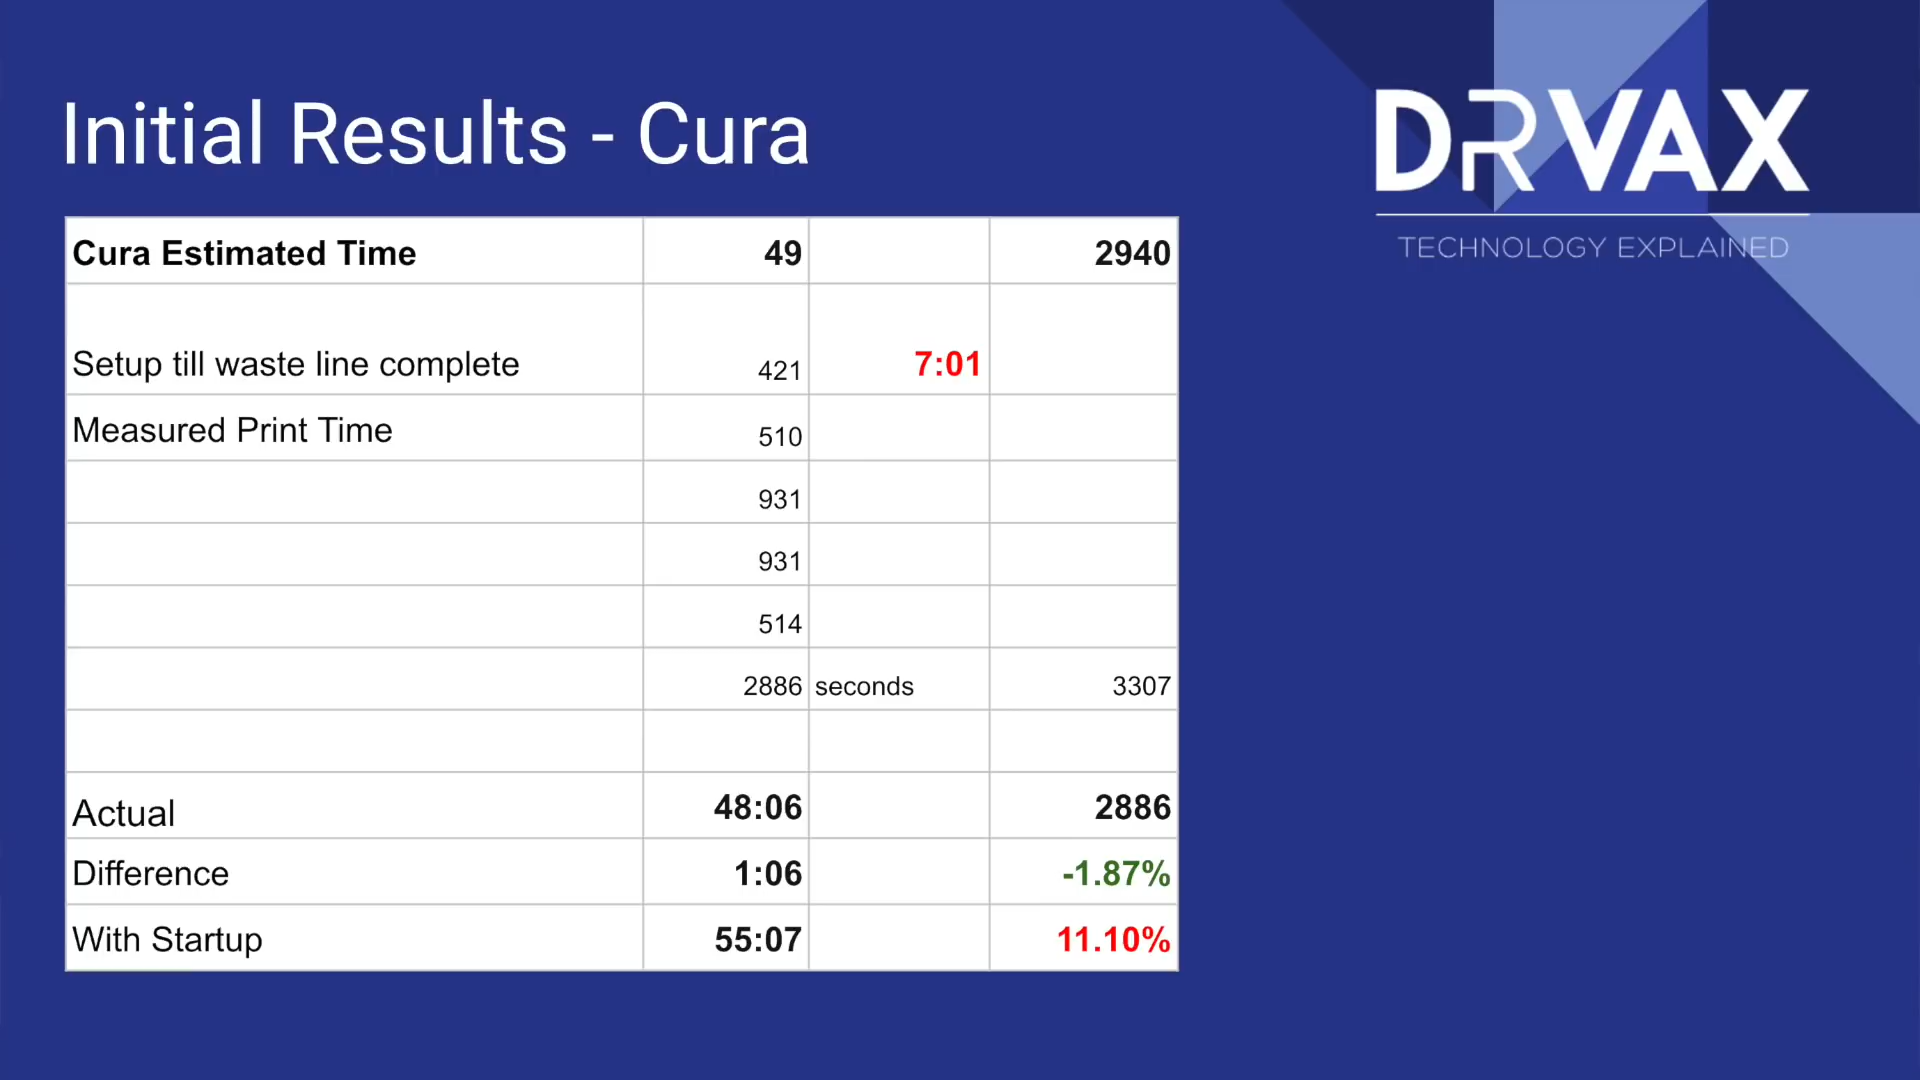 Initial Results - Cura
DRVAX
TECHNOLOGY EXPLAINED
Cura Estimated Time 49 2940
Setup till waste line complete 421 7:01
Measured Print Time 510
931
931
514
2886 seconds 3307
Actual 48:06 2886
Difference 1:06 -1.87%
With Startup 55:07 11.10%